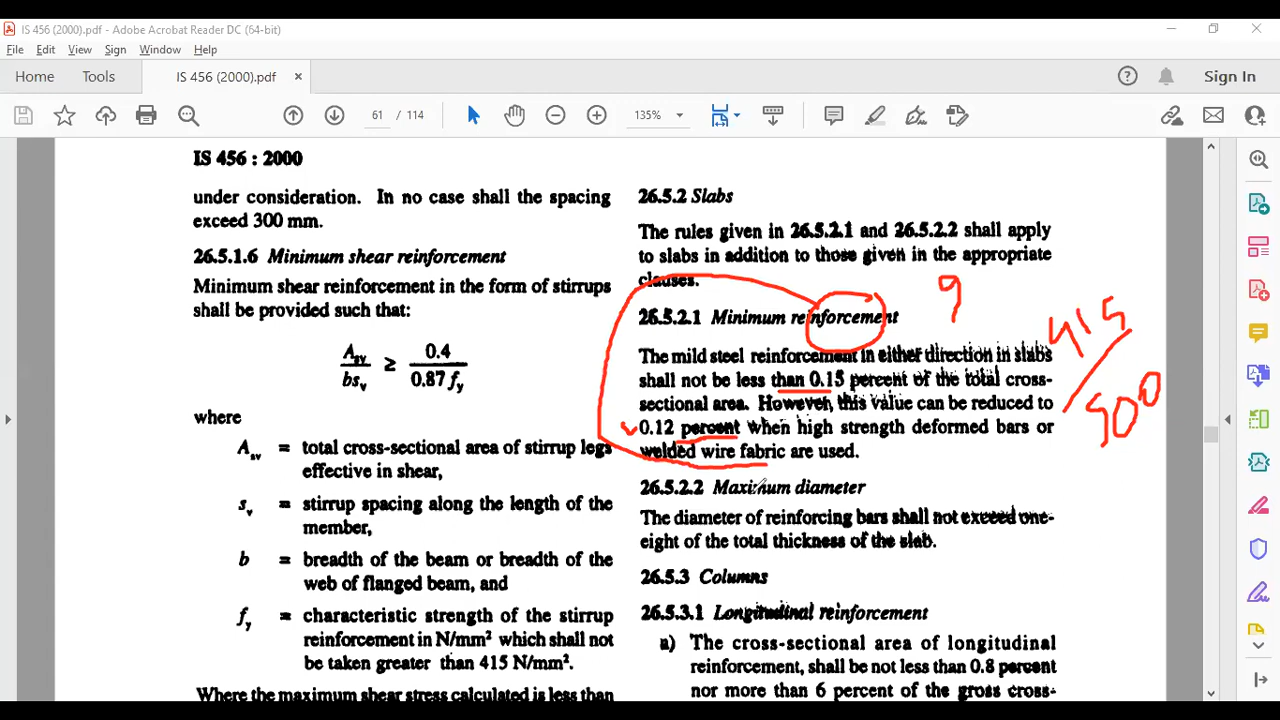 IS 456 (2000).pdf - Adobe Acrobat Reader DC (64-bit)
File Edit View Sign Window Help
Home Tools IS 456 (2000).pdf × Sign In
61 / 114 135%
IS 456 : 2000
under consideration. In no case shall the spacing
exceed 300 mm.
26.5.1.6 Minimum shear reinforcement
Minimum shear reinforcement in the form of stirrups
shall be provided such that:
Asv / bsv ≥ 0.4 / 0.87 fy
where
Asv = total cross-sectional area of stirrup legs
effective in shear,
sv = stirrup spacing along the length of the
member,
b = breadth of the beam or breadth of the
web of flanged beam, and
fy = characteristic strength of the stirrup
reinforcement in N/mm² which shall not
be taken greater than 415 N/mm².
Where the maximum shear stress calculated is less than
26.5.2 Slabs
The rules given in 26.5.2.1 and 26.5.2.2 shall apply
to slabs in addition to those given in the appropriate
clauses.
26.5.2.1 Minimum reinforcement
The mild steel reinforcement in either direction in slabs
shall not be less than 0.15 percent of the total cross-
sectional area. However, this value can be reduced to
0.12 percent when high strength deformed bars or
welded wire fabric are used.
26.5.2.2 Maximum diameter
The diameter of reinforcing bars shall not exceed one-
eight of the total thickness of the slab.
26.5.3 Columns
26.5.3.1 Longitudinal reinforcement
a) The cross-sectional area of longitudinal
reinforcement, shall be not less than 0.8 percent
nor more than 6 percent of the gross cross-
9
415
500